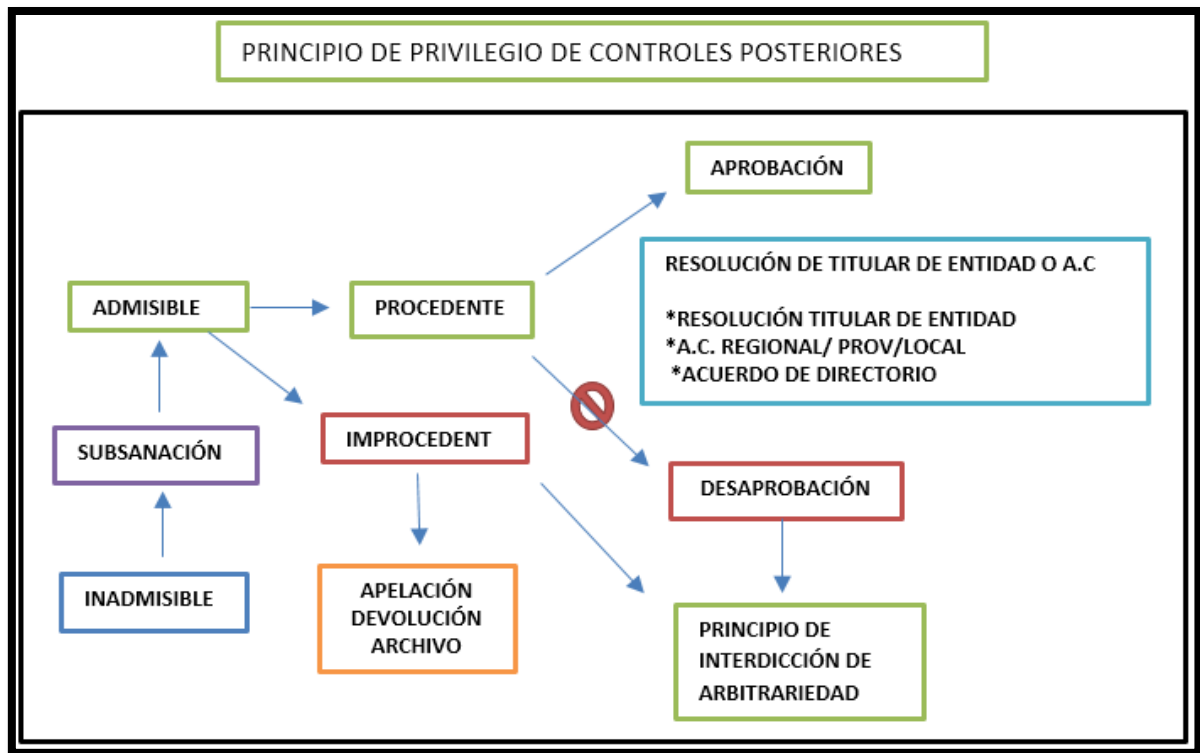 PRINCIPIO DE PRIVILEGIO DE CONTROLES POSTERIORES
APROBACIÓN
RESOLUCIÓN DE TITULAR DE ENTIDAD O A.C
*RESOLUCIÓN TITULAR DE ENTIDAD
*A.C. REGIONAL/ PROV/LOCAL
*ACUERDO DE DIRECTORIO
ADMISIBLE
PROCEDENTE
SUBSANACIÓN
IMPROCEDENT
DESAPROBACIÓN
INADMISIBLE
APELACIÓN
DEVOLUCIÓN
ARCHIVO
PRINCIPIO DE
INTERDICCIÓN DE
ARBITRARIEDAD